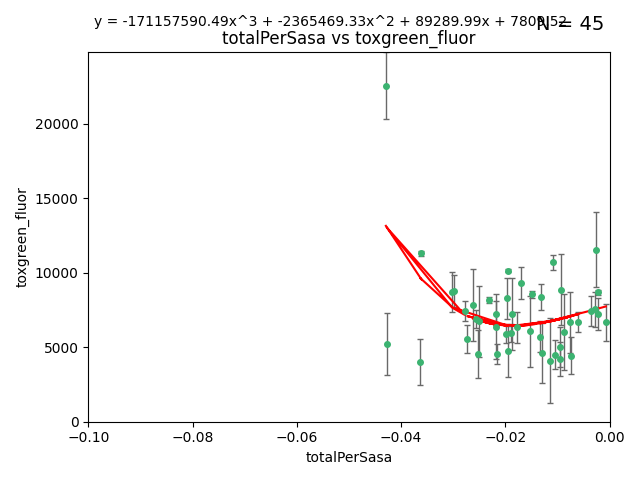 y = -171157590.49x^3 + -2365469.33x^2 + 89289.99x + 7809.52
N = 45
totalPerSasa vs toxgreen_fluor
toxgreen_fluor
20000
15000
10000
5000
0
−0.10 −0.08 −0.06 −0.04 −0.02 0.00
totalPerSasa